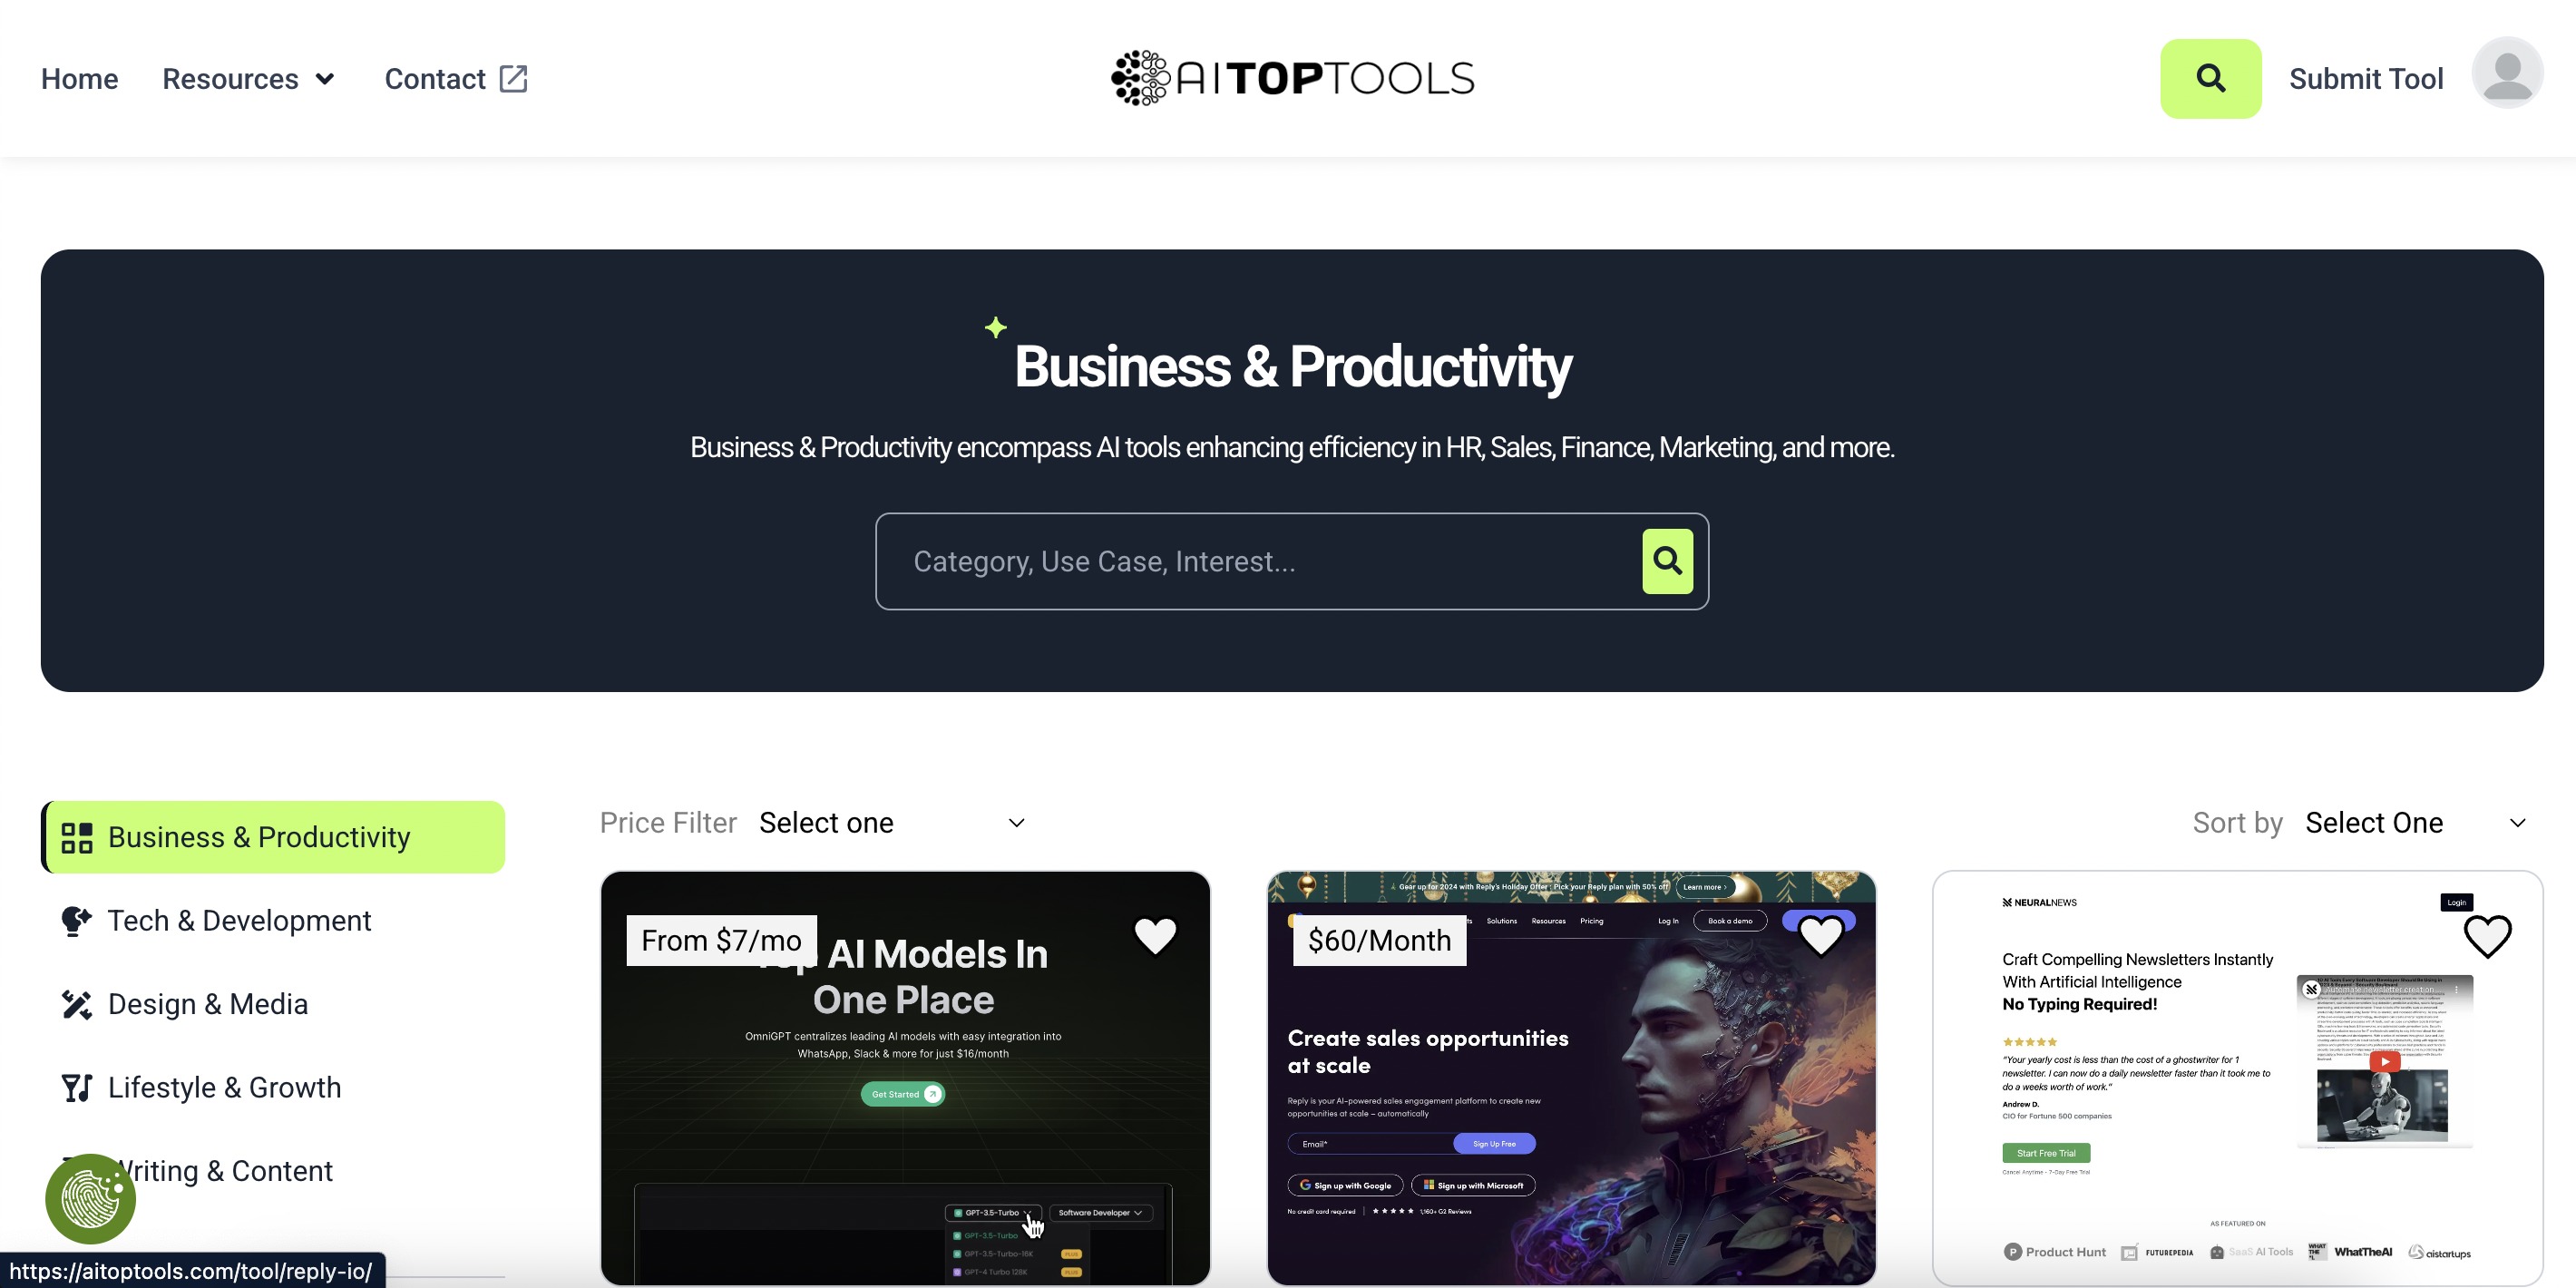 Home Resources Contact
AITOPTOOLS
Submit Tool
Business & Productivity
Business & Productivity encompass AI tools enhancing efficiency in HR, Sales, Finance, Marketing, and more.
Category, Use Case, Interest...
Business & Productivity
Tech & Development
Design & Media
Lifestyle & Growth
Writing & Content
https://aitoptools.com/tool/reply-io/
Price Filter Select one
Sort by Select One
From $7/mo
Top AI Models In
One Place
OmniGPT centralizes leading AI models with easy integration into
WhatsApp, Slack & more for just $16/month
Get Started
GPT-3.5-Turbo Software Developer
GPT-3.5-Turbo
GPT-3.5-Turbo-16K PLUS
GPT-4 Turbo 128K PLUS
Gear up for 2024 with Reply's Holiday Offer: Pick your Reply plan with 50% off Learn more
Solutions Resources Pricing Log In Book a demo
$60/Month
Create sales opportunities
at scale
Reply is your AI-powered sales engagement platform to create new
opportunities at scale – automatically
Email* Sign Up Free
Sign up with Google Sign up with Microsoft
No credit card required 1,160+ G2 Reviews
NEURALNEWS Login
Craft Compelling Newsletters Instantly
With Artificial Intelligence
No Typing Required!
"Your yearly cost is less than the cost of a ghostwriter for 1
newsletter. I can now do a daily newsletter faster than it took me to
do a weeks worth of work."
Andrew D.
CIO for Fortune 500 companies
Start Free Trial
Cancel Anytime - 7-Day Free Trial
Automate newsletter creation...
AS FEATURED ON
Product Hunt FUTUREPEDIA SaaS AI Tools WHAT THE AI WhatTheAI aistartups